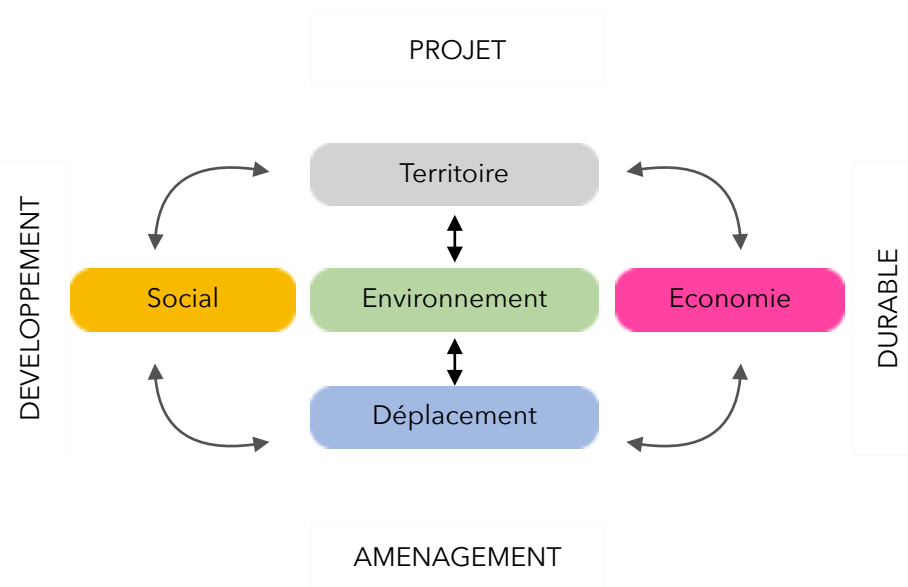 PROJET
Territoire
DEVELOPPEMENT
Social
Environnement
Economie
DURABLE
Déplacement
AMENAGEMENT